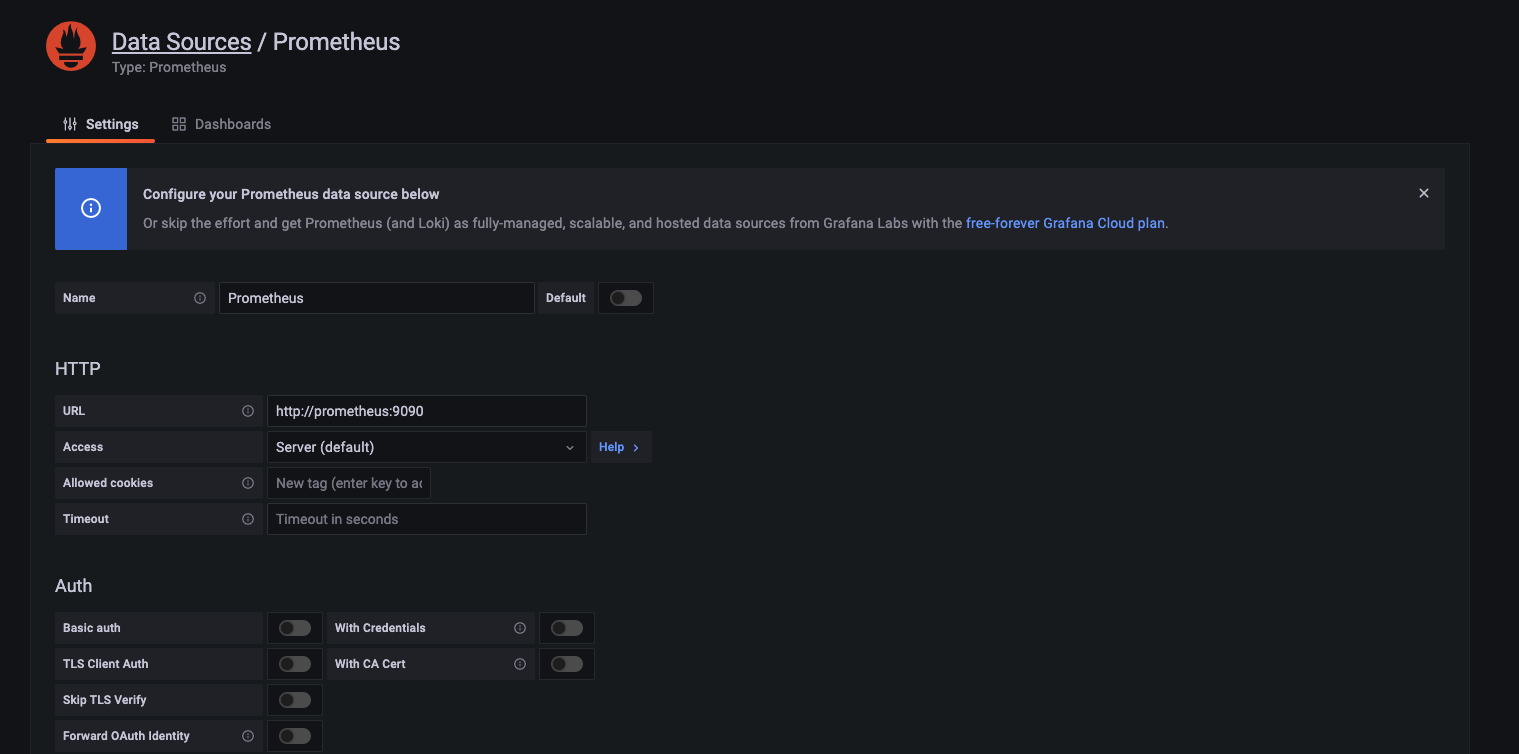 Data Sources / Prometheus
Type: Prometheus
Settings
Dashboards
Configure your Prometheus data source below
Or skip the effort and get Prometheus (and Loki) as fully-managed, scalable, and hosted data sources from Grafana Labs with the free-forever Grafana Cloud plan.
Name Prometheus Default
HTTP
URL http://prometheus:9090
Access Server (default) Help
Allowed cookies New tag (enter key to ac
Timeout Timeout in seconds
Auth
Basic auth With Credentials
TLS Client Auth With CA Cert
Skip TLS Verify
Forward OAuth Identity